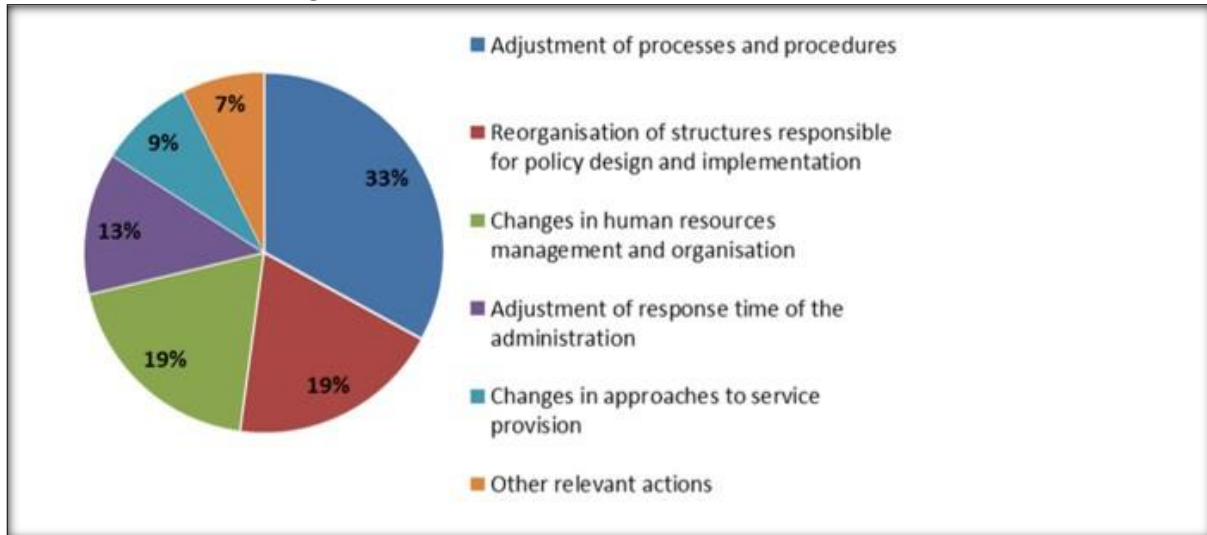 7%
9%
33%
13%
19%
19%
Adjustment of processes and procedures
Reorganisation of structures responsible
for policy design and implementation
Changes in human resources
management and organisation
Adjustment of response time of the
administration
Changes in approaches to service
provision
Other relevant actions